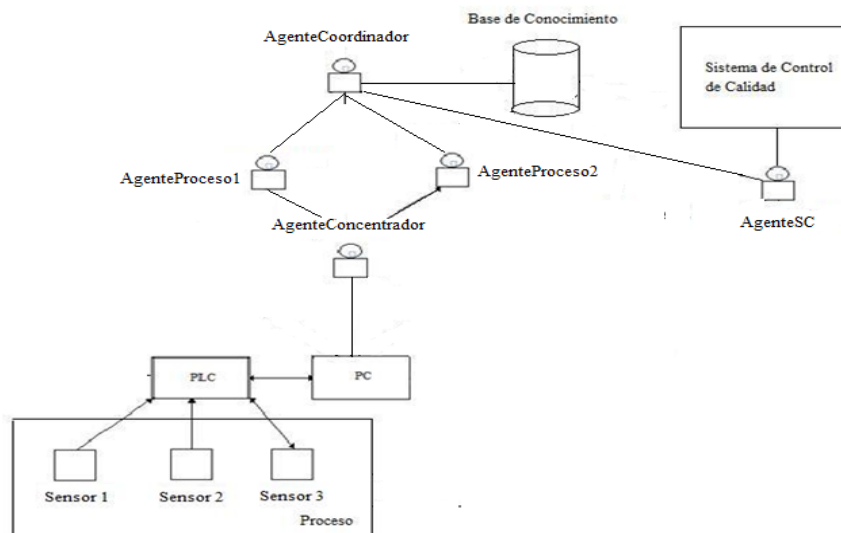 Base de Conocimiento
AgenteCoordinador
Sistema de Control
de Calidad
AgenteProceso1
AgenteProceso2
AgenteConcentrador
AgenteSC
PLC
PC
Sensor 1
Sensor 2
Sensor 3
Proceso